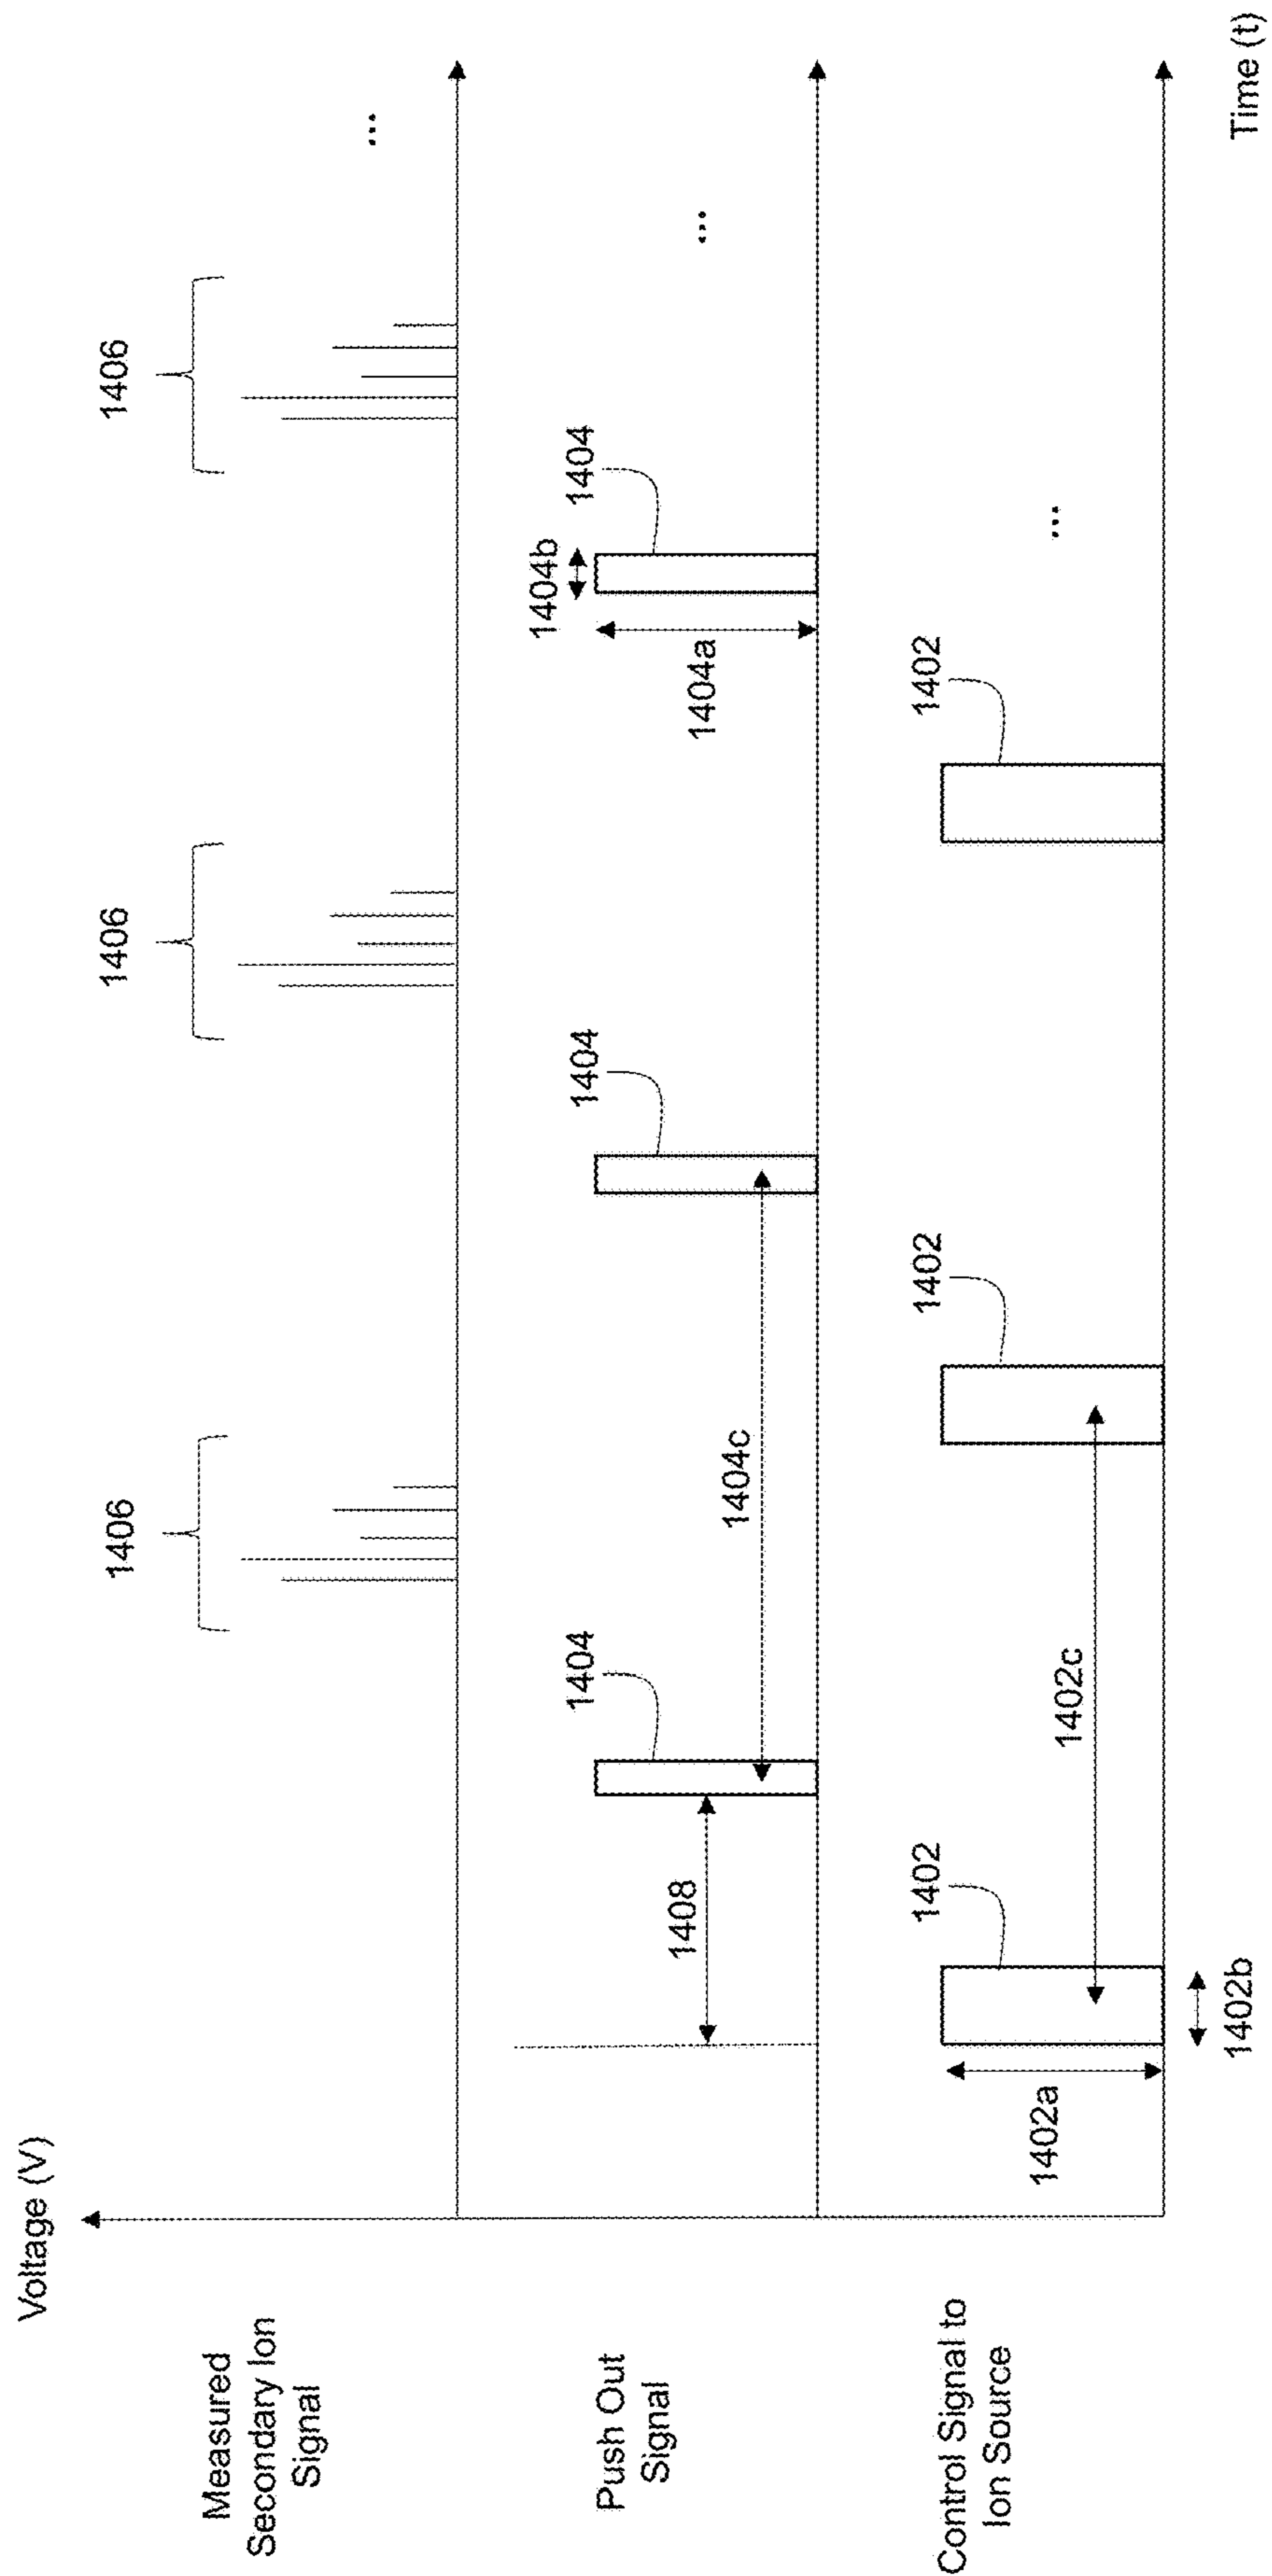 Voltage (V)
Measured
Secondary Ion
Signal
1406
1406
1406
...
Push Out
Signal
1408
1404
1404c
1404
1404a
1404b
1404
...
Control Signal to
Ion Source
1402a
1402b
1402
1402c
1402
1402
...
Time (t)